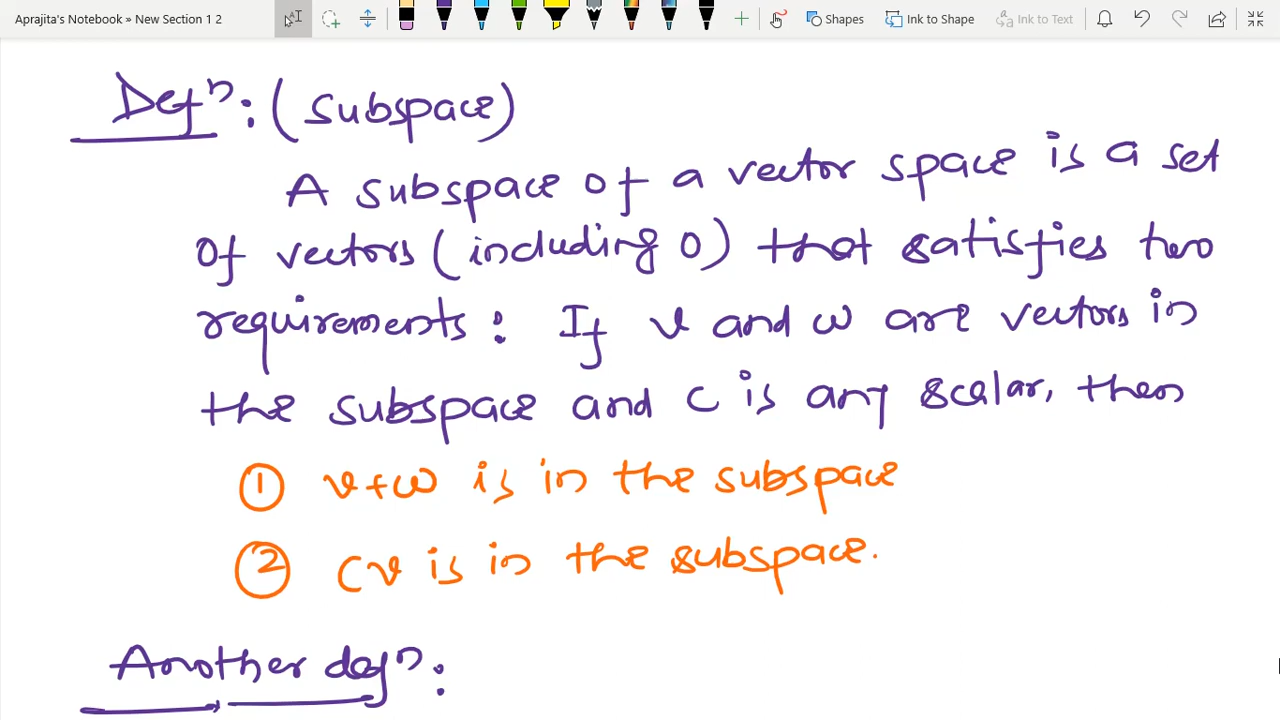 Aprajita's Notebook » New Section 1 2
Shapes
Ink to Shape
Ink to Text
Defⁿ: (subspace)
A subspace of a vector space is a set
of vectors (including 0) that satisfies two
requirements: If v and w are vectors in
the subspace and c is any scalar, then
① v+w is in the subspace
② cv is in the subspace.
Another defⁿ: